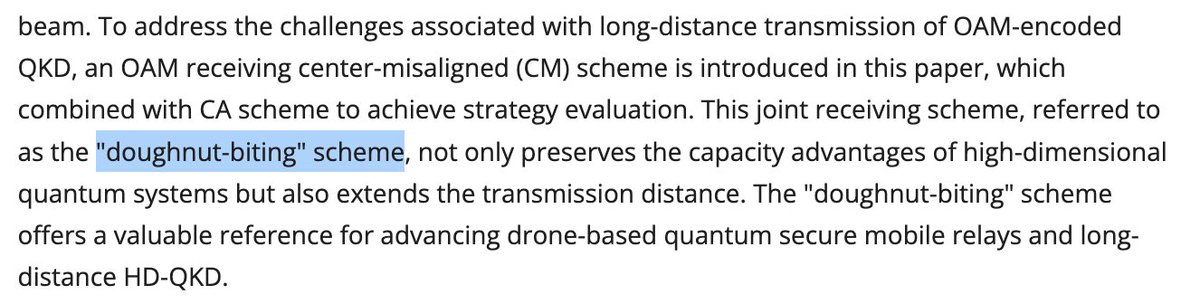 beam. To address the challenges associated with long-distance transmission of OAM-encoded
QKD, an OAM receiving center-misaligned (CM) scheme is introduced in this paper, which
combined with CA scheme to achieve strategy evaluation. This joint receiving scheme, referred to
as the "doughnut-biting" scheme, not only preserves the capacity advantages of high-dimensional
quantum systems but also extends the transmission distance. The "doughnut-biting" scheme
offers a valuable reference for advancing drone-based quantum secure mobile relays and long-
distance HD-QKD.